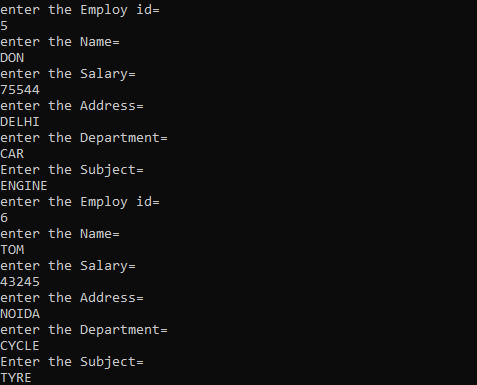 enter the Employ id=
5
enter the Name=
DON
enter the Salary=
75544
enter the Address=
DELHI
enter the Department=
CAR
Enter the Subject=
ENGINE
enter the Employ id=
6
enter the Name=
TOM
enter the Salary=
43245
enter the Address=
NOIDA
enter the Department=
CYCLE
Enter the Subject=
TYRE